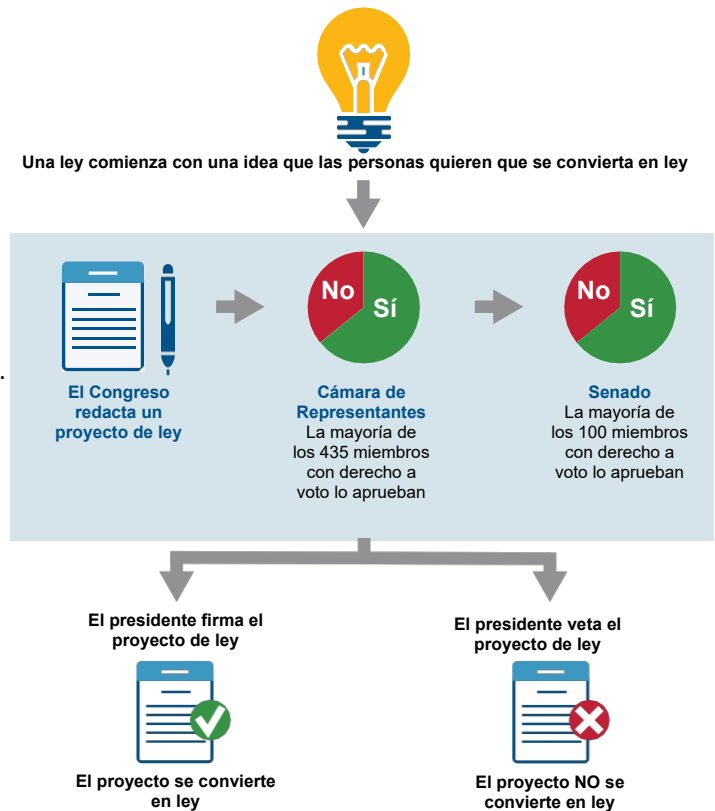 Una ley comienza con una idea que las personas quieren que se convierta en ley
No
Sí
No
Sí
.
El Congreso
redacta un
proyecto de ley
Cámara de
Representantes
La mayoría de
los 435 miembros
con derecho a
voto lo aprueban
Senado
La mayoría de
los 100 miembros
con derecho a
voto lo aprueban
El presidente firma el
proyecto de ley
El proyecto se convierte
en ley
El presidente veta el
proyecto de ley
El proyecto NO se
convierte en ley